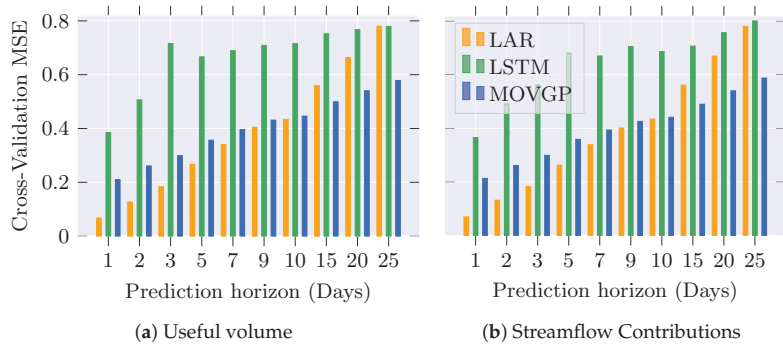 0.8
0.6
0.4
0.2
0
Cross-Validation MSE
1 2 3 5 7 9 10 15 20 25
Prediction horizon (Days)
(a) Useful volume
LAR
LSTM
MOVGP
1 2 3 5 7 9 10 15 20 25
Prediction horizon (Days)
(b) Streamflow Contributions